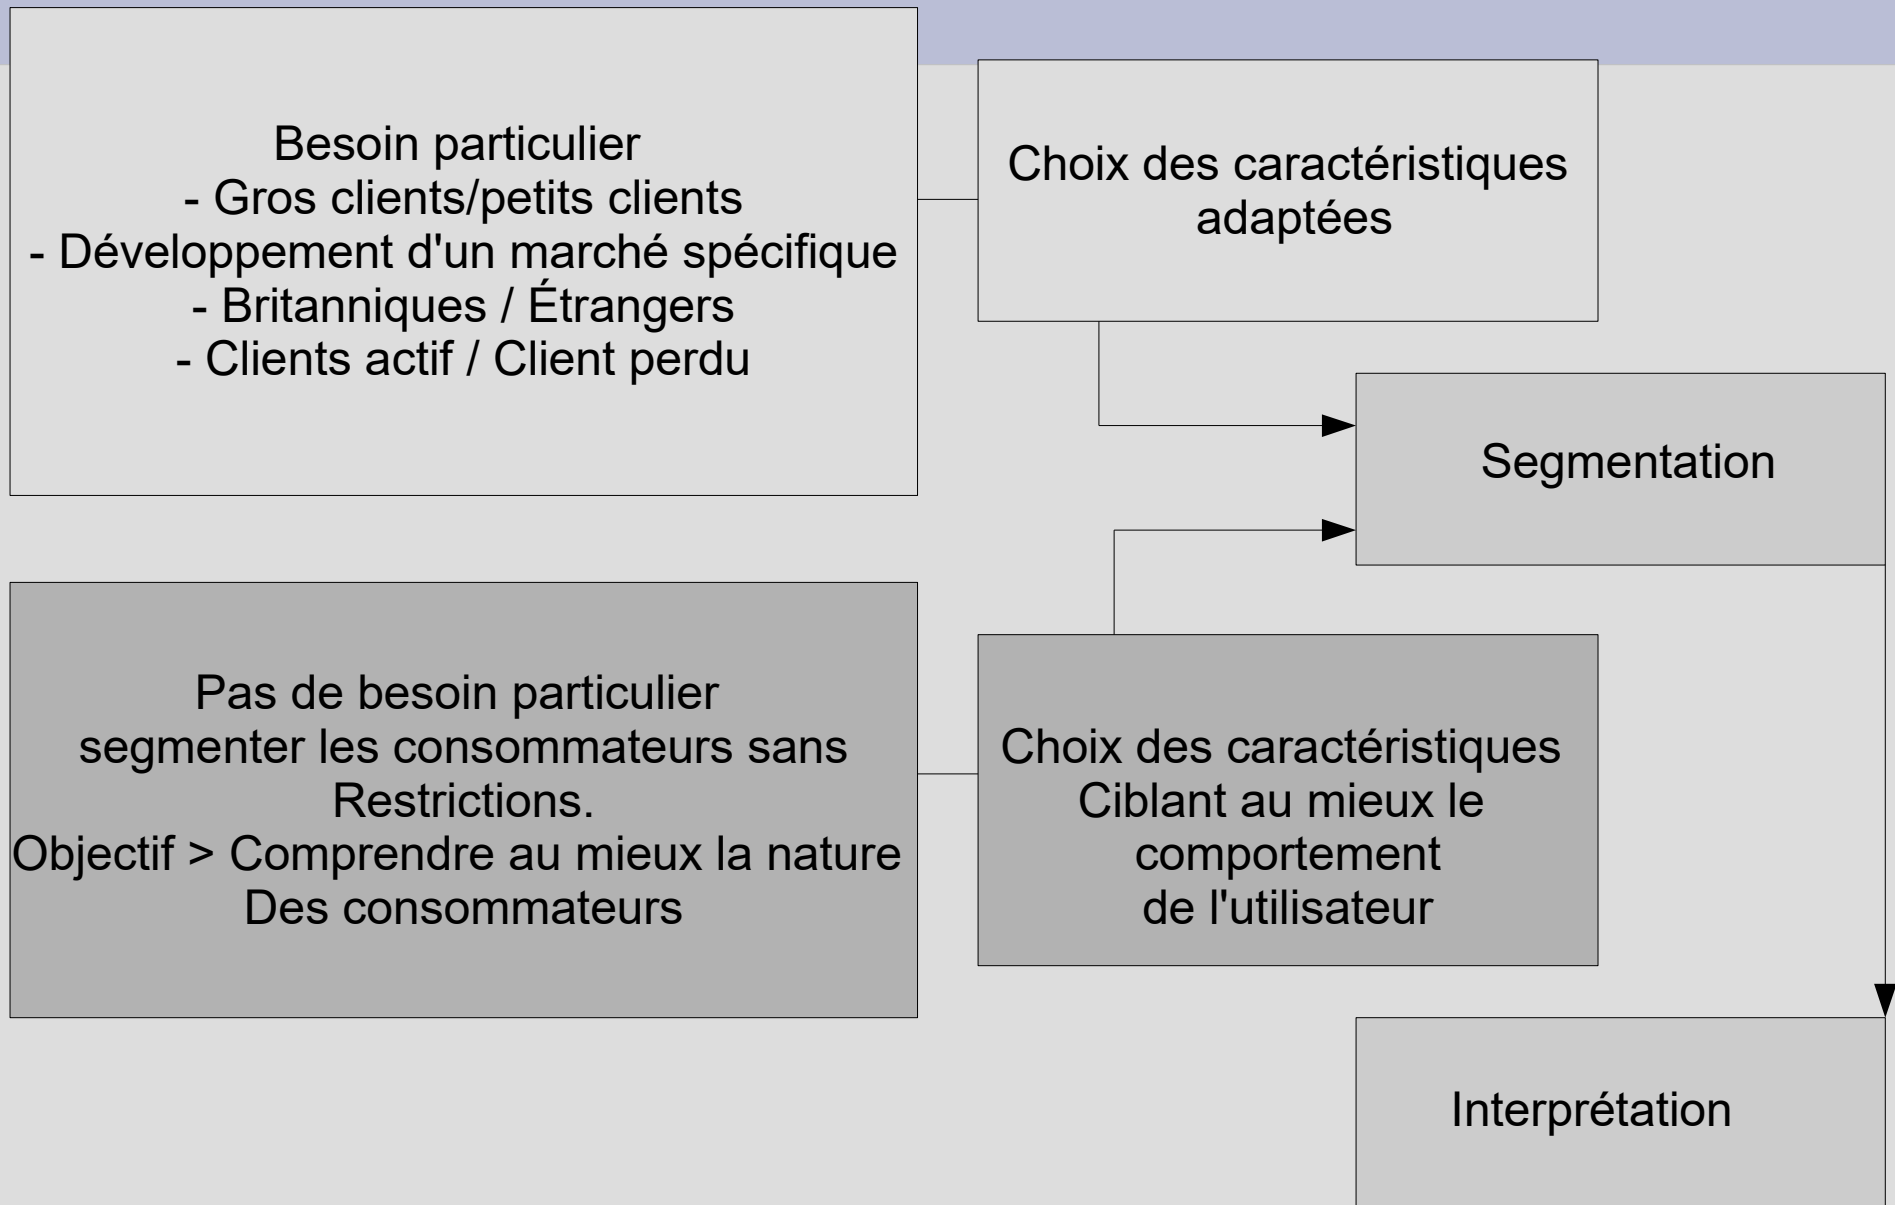 Besoin particulier
- Gros clients/petits clients
- Développement d'un marché spécifique
- Britanniques / Étrangers
- Clients actif / Client perdu
Choix des caractéristiques
adaptées
Segmentation
Pas de besoin particulier
segmenter les consommateurs sans
Restrictions.
Objectif > Comprendre au mieux la nature
Des consommateurs
Choix des caractéristiques
Ciblant au mieux le
comportement
de l'utilisateur
Interprétation